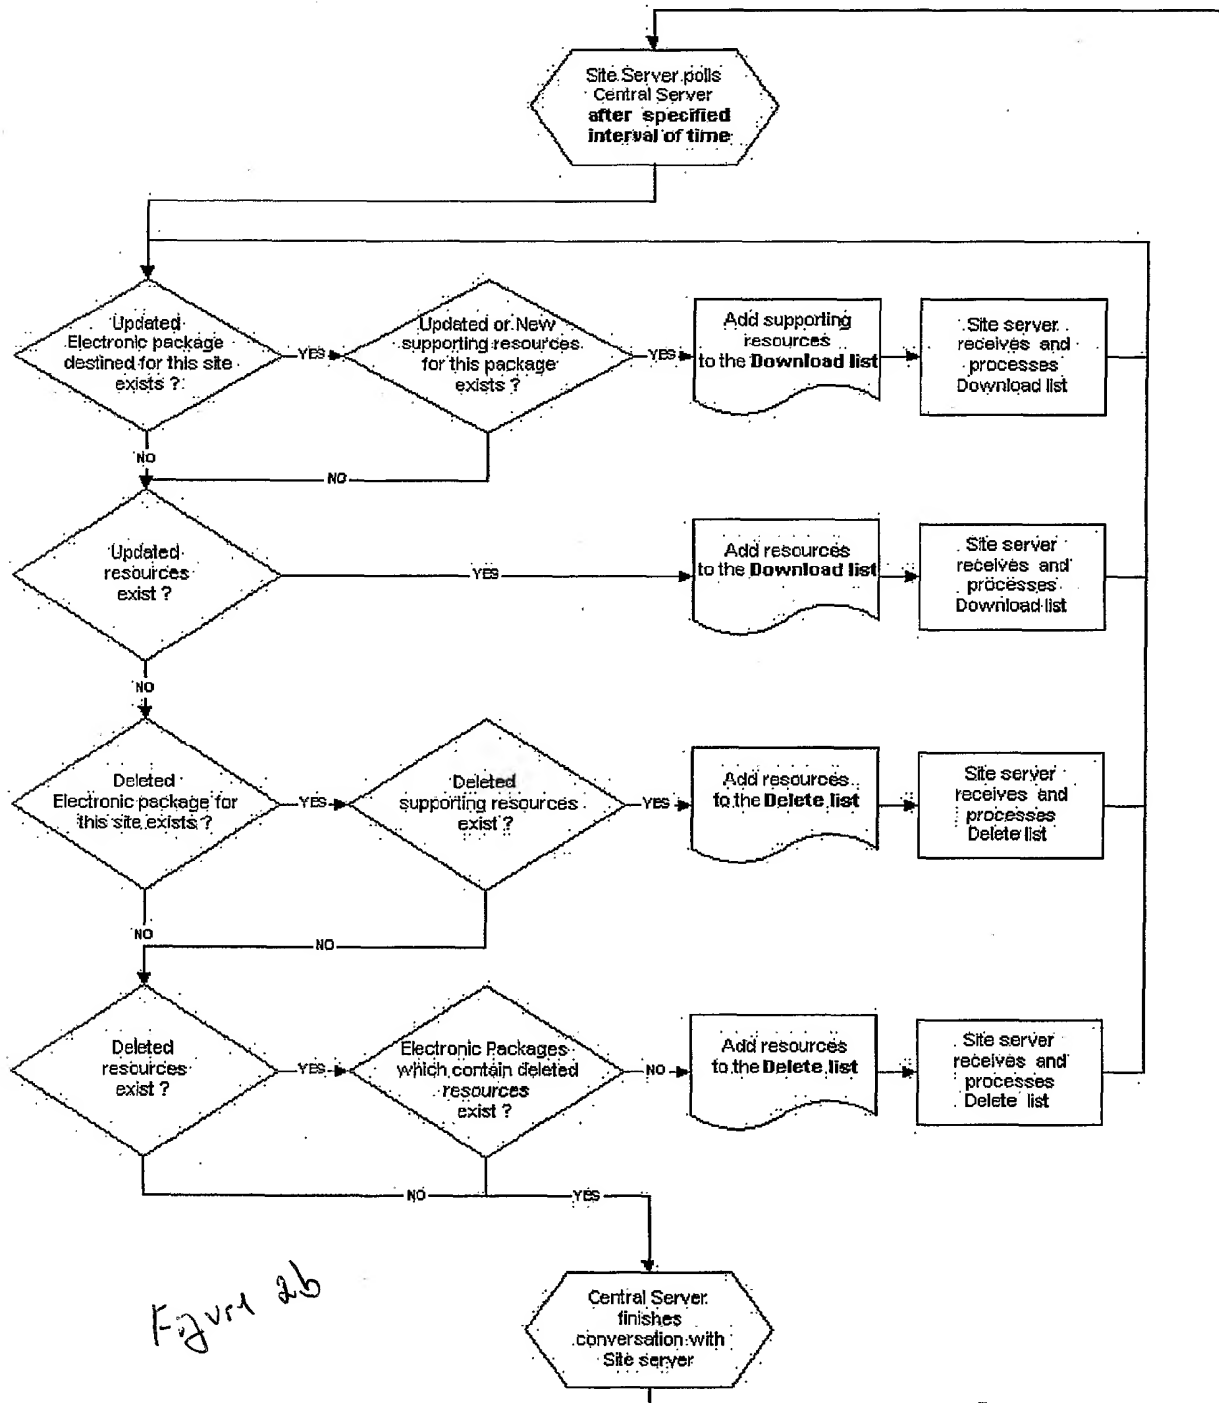 Site Server polls
Central Server
after specified
interval of time
Updated
Electronic package
destined for this site
exists ?
YES
Updated or New
supporting resources
for this package
exists ?
YES
Add supporting
resources
to the Download list
Site server
receives and
processes
Download list
NO
NO
Updated
resources
exist ?
YES
Add resources
to the Download list
Site server
receives and
processes
Download list
NO
Deleted
Electronic package for
this site exists ?
YES
Deleted
supporting resources
exist ?
YES
Add resources
to the Delete list
Site server
receives and
processes
Delete list
NO
NO
Deleted
resources
exist ?
YES
Electronic Packages
which contain deleted
resources
exist ?
NO
Add resources
to the Delete list
Site server
receives and
processes
Delete list
NO
YES
Central Server
finishes
conversation with
Site server
Figure 2b